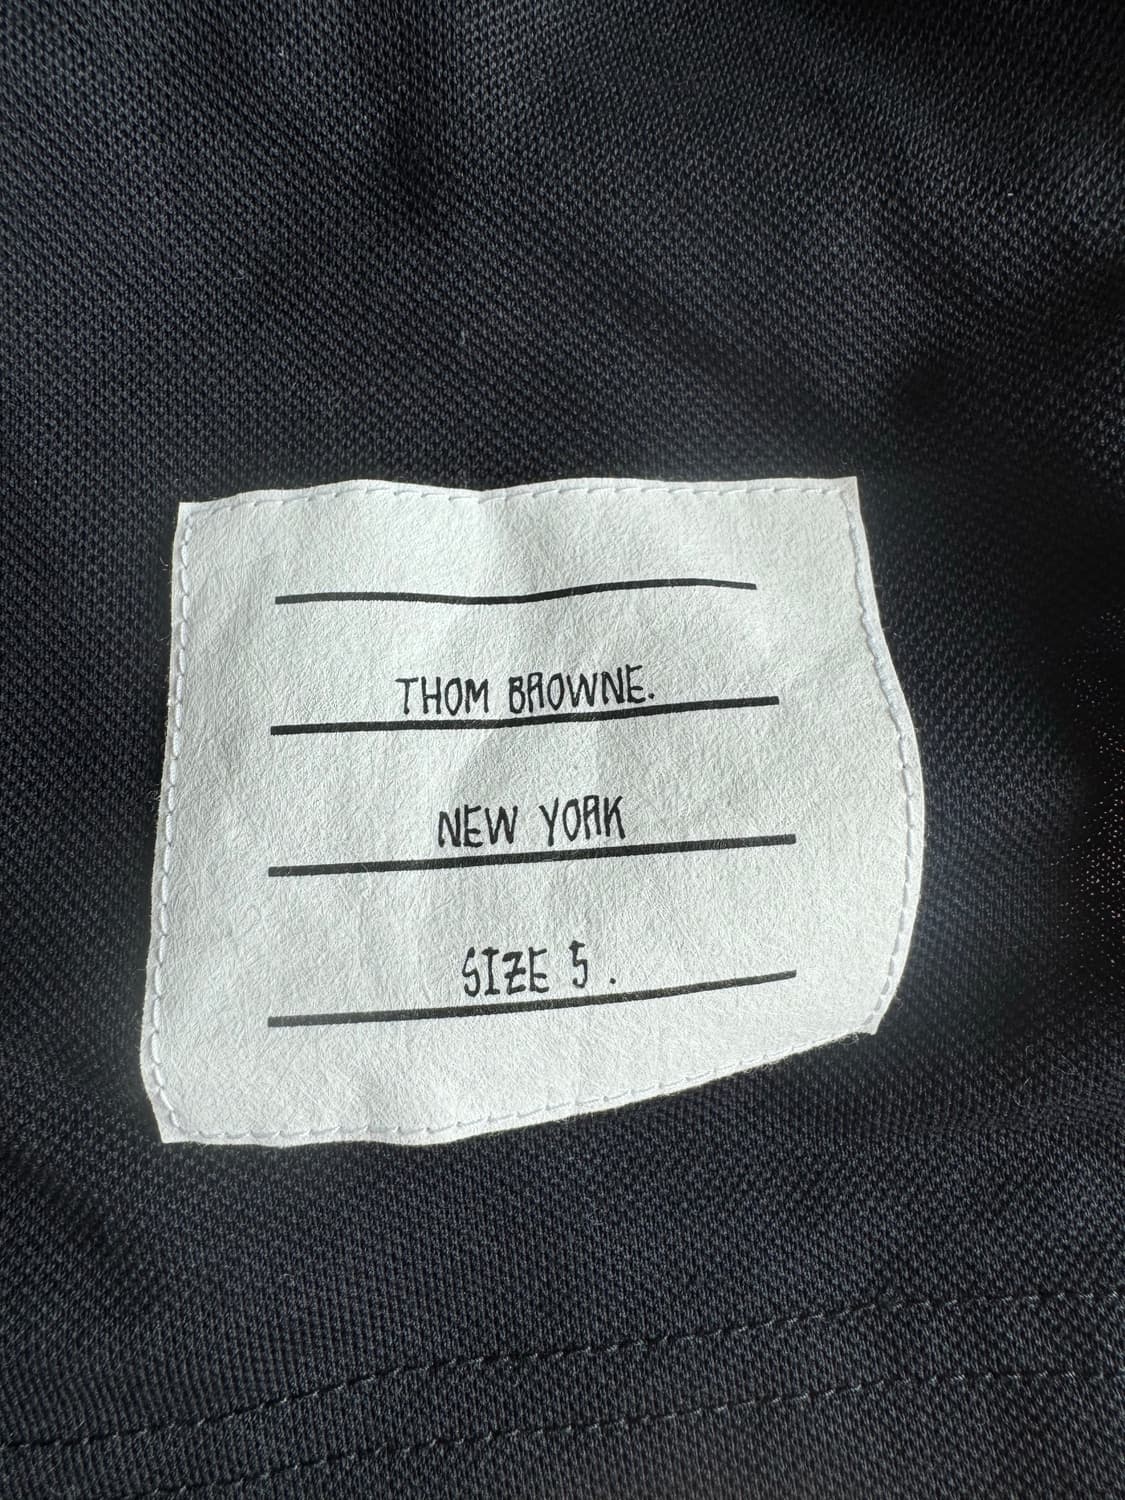 THOM BROWNE.
NEW YORK
SIZE 5 .